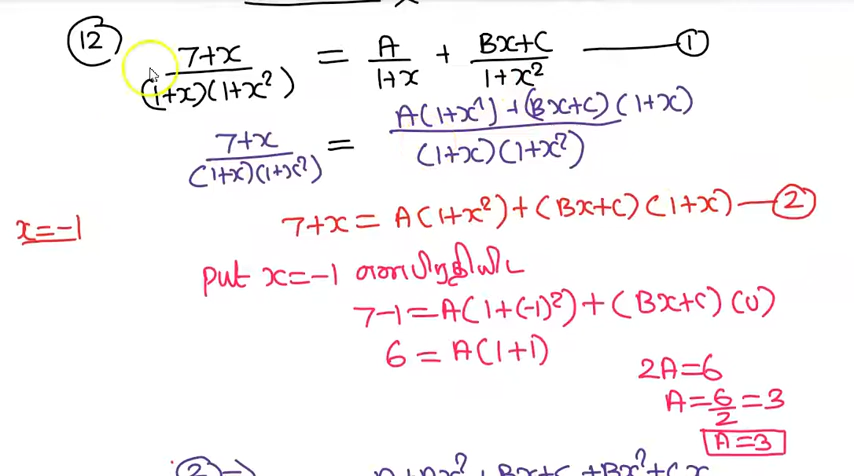 12 (7+x)/((1+x)(1+x²)) = A/(1+x) + (Bx+C)/(1+x²) —— 1
(7+x)/((1+x)(1+x²)) = (A(1+x²) + (Bx+C)(1+x))/((1+x)(1+x²))
x=-1
7+x = A(1+x²)+(Bx+C)(1+x) — 2
put x=-1
7-1 = A(1+(-1)²)+(Bx+C)(0)
6 = A(1+1)
2A=6
A=6/2=3
A=3
2 →